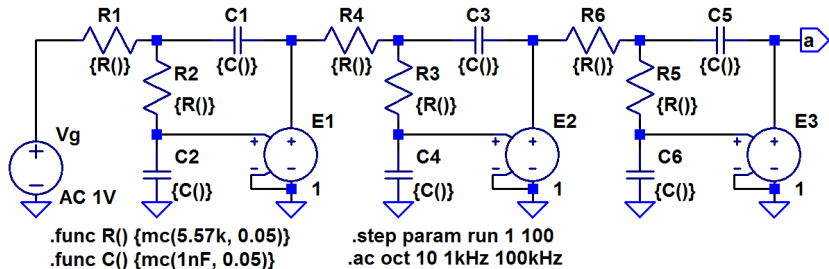 R1 C1 R4 C3 R6 C5
{R()} {C()} {R()} {C()} {R()} {C()} a
R2 R3 R5
{R()} {R()} {R()}
Vg E1 E2 E3
+ + + + + + +
C2 C4 C6
− − − − − − −
AC 1V {C()} 1 {C()} 1 {C()} 1
.func R() {mc(5.57k, 0.05)} .step param run 1 100
.func C() {mc(1nF, 0.05)} .ac oct 10 1kHz 100kHz